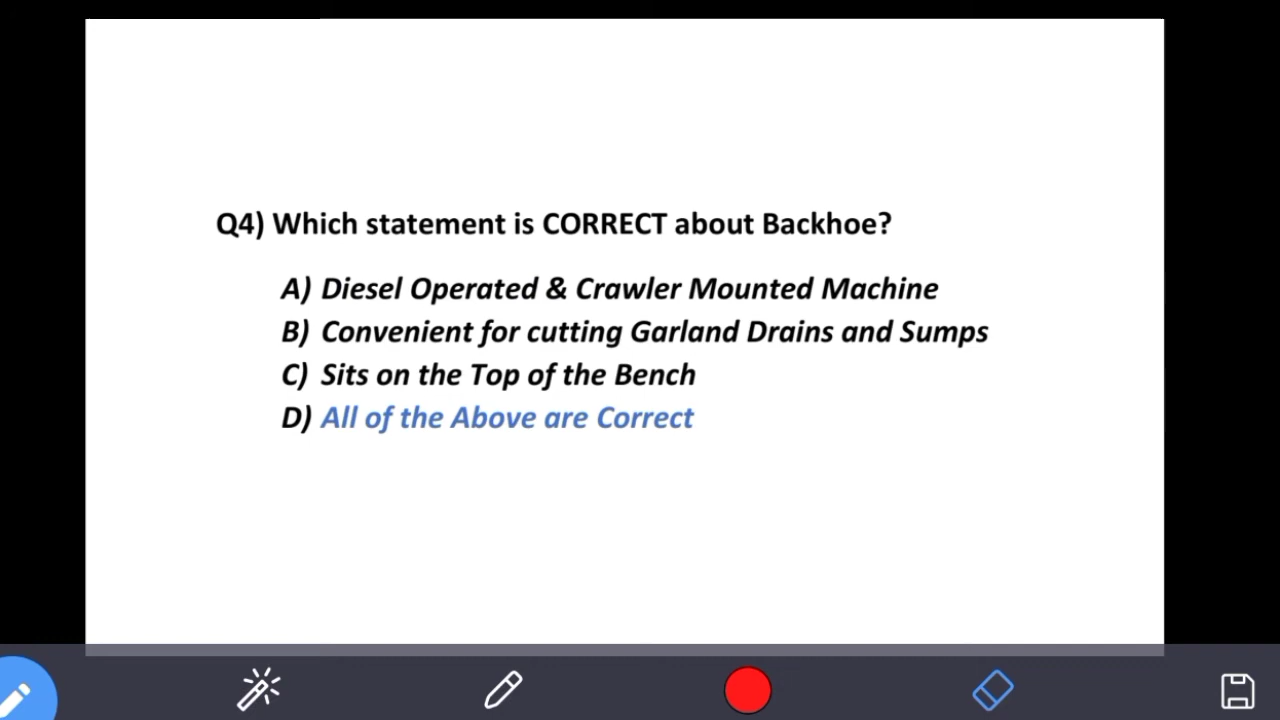 Q4) Which statement is CORRECT about Backhoe?
A) Diesel Operated & Crawler Mounted Machine
B) Convenient for cutting Garland Drains and Sumps
C) Sits on the Top of the Bench
D) All of the Above are Correct